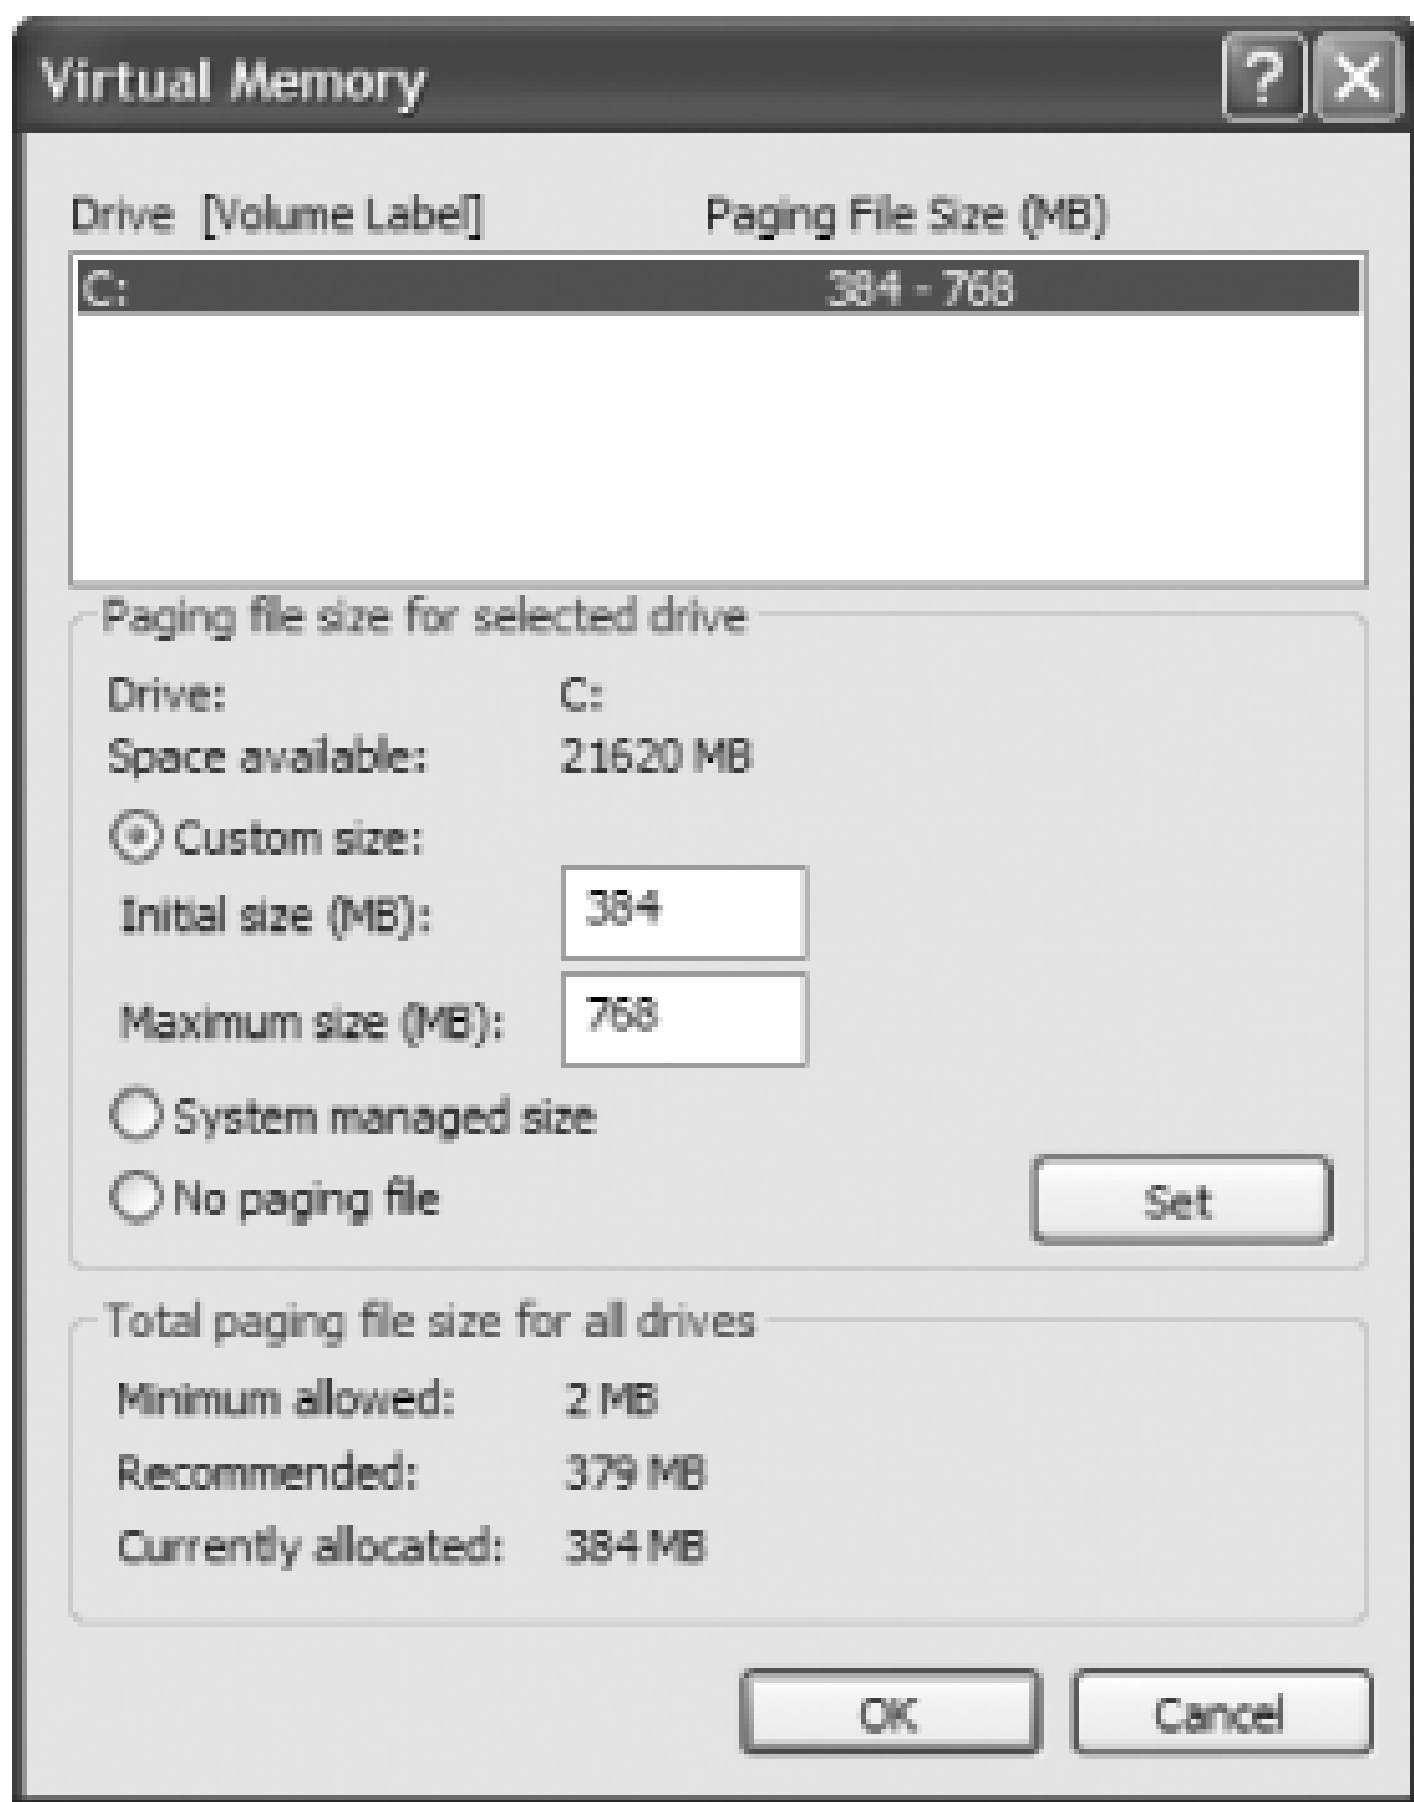 Virtual Memory
Drive [Volume Label] Paging File Size (MB)
C: 384 - 768
Paging file size for selected drive
Drive: C:
Space available: 21620 MB
Custom size:
Initial size (MB): 384
Maximum size (MB): 768
System managed size
No paging file
Set
Total paging file size for all drives
Minimum allowed: 2 MB
Recommended: 379 MB
Currently allocated: 384 MB
OK Cancel